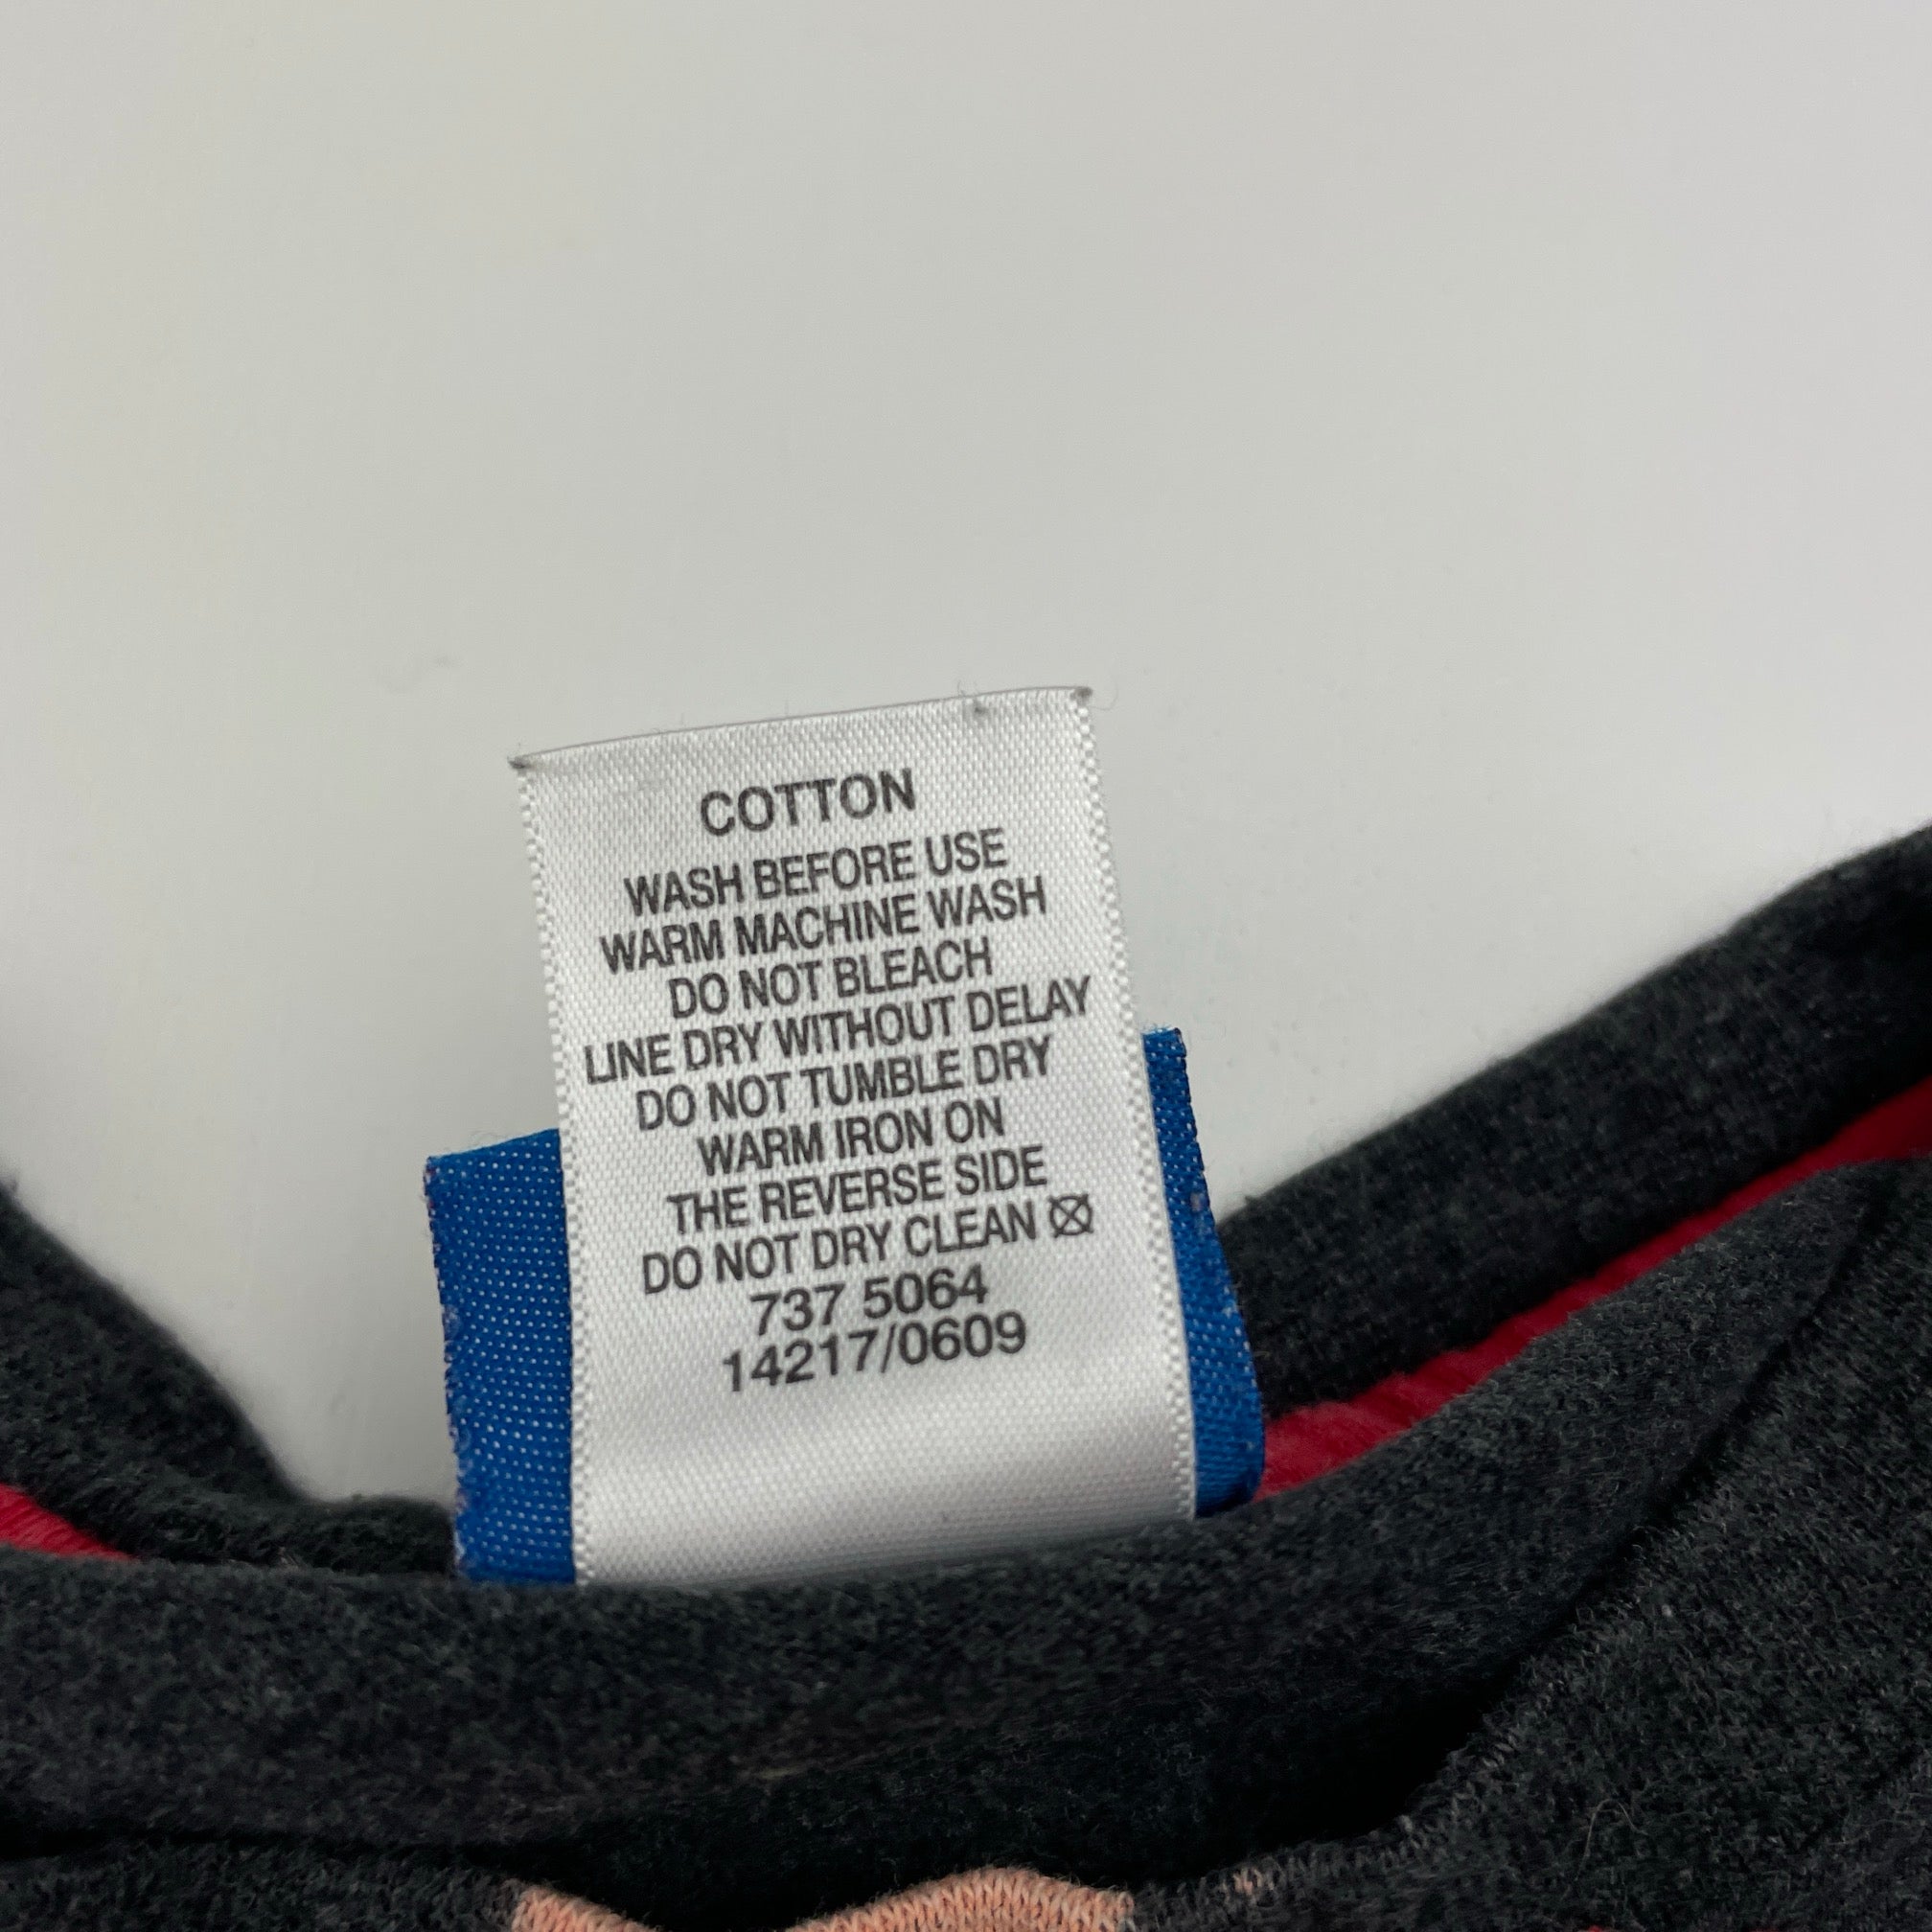 COTTON
WASH BEFORE USE
WARM MACHINE WASH
DO NOT BLEACH
LINE DRY WITHOUT DELAY
DO NOT TUMBLE DRY
WARM IRON ON
THE REVERSE SIDE
DO NOT DRY CLEAN
737 5064
14217/0609